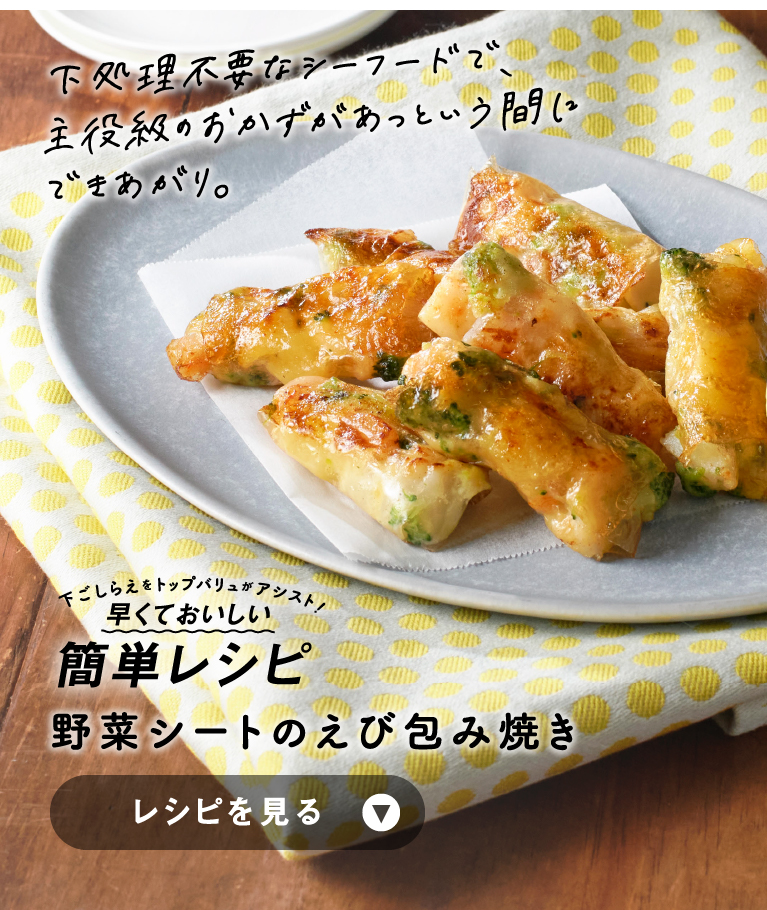 下処理不要なシーフードで、
主役級のおかずがあっという間に
できあがり。
下ごしらえをトップバリュがアシスト！
早くておいしい
簡単レシピ
野菜シートのえび包み焼き
レシピを見る